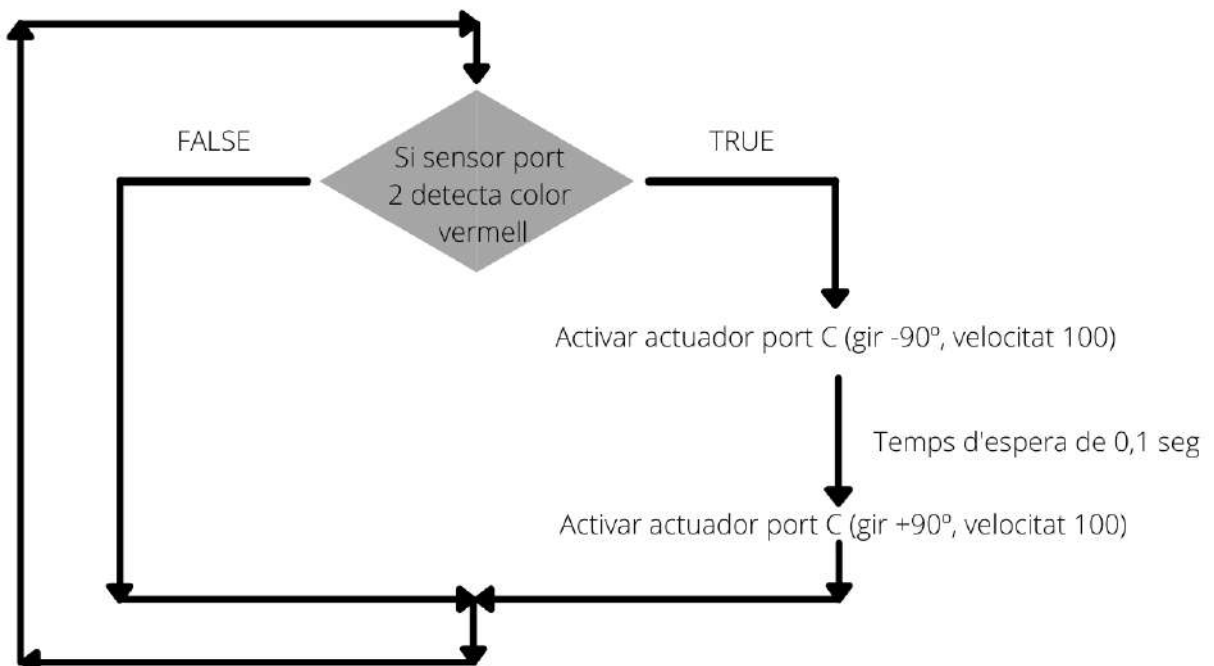 FALSE
TRUE
Si sensor port
2 detecta color
vermell
Activar actuador port C (gir -90º, velocitat 100)
Temps d'espera de 0,1 seg
Activar actuador port C (gir +90º, velocitat 100)